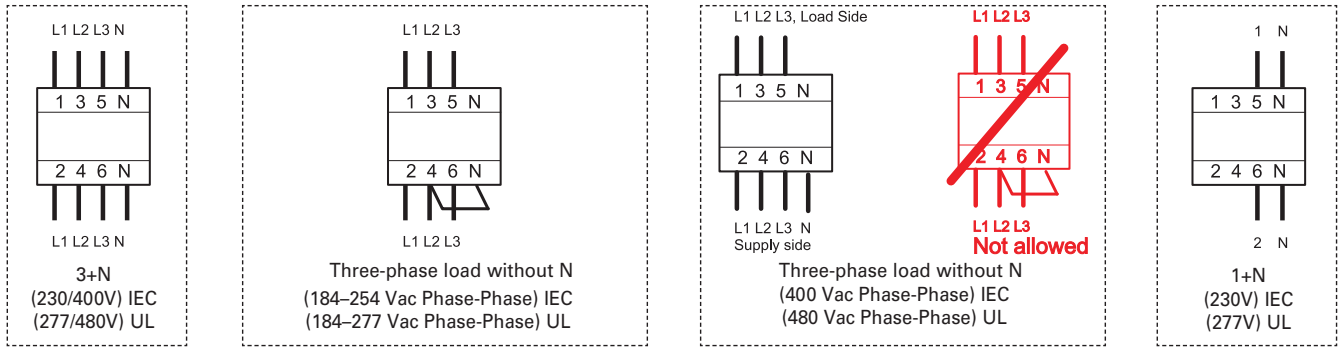 L1 L2 L3 N
1 3 5 N
2 4 6 N
L1 L2 L3 N
3+N
(230/400V) IEC
(277/480V) UL
L1 L2 L3
1 3 5 N
2 4 6 N
L1 L2 L3
Three-phase load without N
(184–254 Vac Phase-Phase) IEC
(184–277 Vac Phase-Phase) UL
L1 L2 L3, Load Side
1 3 5 N
2 4 6 N
L1 L2 L3 N
Supply side
L1 L2 L3
1 3 5 N
2 4 6 N
L1 L2 L3
Not allowed
Three-phase load without N
(400 Vac Phase-Phase) IEC
(480 Vac Phase-Phase) UL
1 N
1 3 5 N
2 4 6 N
2 N
1+N
(230V) IEC
(277V) UL